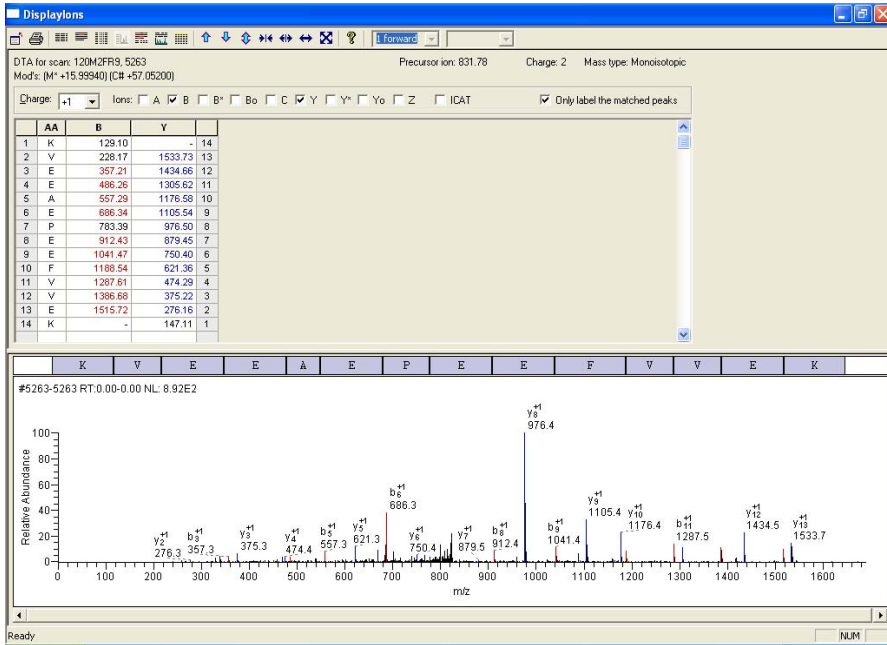 DisplayIons
1 Forward
DTA for scan: 120M2FR9, 5263 Precursor ion: 831.78 Charge: 2 Mass type: Monoisotopic
Mod's: (M* +15.99940) (C# +57.05200)
Charge: +1 Ions: A B B* Bo C Y Y* Yo Z ICAT Only label the matched peaks
AA B Y
1 K 129.10 - 14
2 V 228.17 1533.73 13
3 E 357.21 1434.66 12
4 E 486.26 1305.62 11
5 A 557.29 1176.58 10
6 E 686.34 1105.54 9
7 P 783.39 976.50 8
8 E 912.43 879.45 7
9 E 1041.47 750.40 6
10 F 1188.54 621.36 5
11 V 1287.61 474.29 4
12 V 1386.68 375.22 3
13 E 1515.72 276.16 2
14 K - 147.11 1
K V E E A E P E E F V V E K
#5263-5263 RT:0.00-0.00 NL: 8.92E2
Relative Abundance
100
80
60
40
20
0
y2+1
276.3
b3+1
357.3
y3+1
375.3
y4+1
474.4
b5+1
557.3
y5+1
621.3
b6+1
686.3
y6+1
750.4
y7+1
879.5
b8+1
912.4
y8+1
976.4
b9+1
1041.4
y9+1
1105.4
y10+1
1176.4
b11+1
1287.5
y12+1
1434.5
y13+1
1533.7
0 100 200 300 400 500 600 700 800 900 1000 1100 1200 1300 1400 1500 1600
m/z
Ready NUM